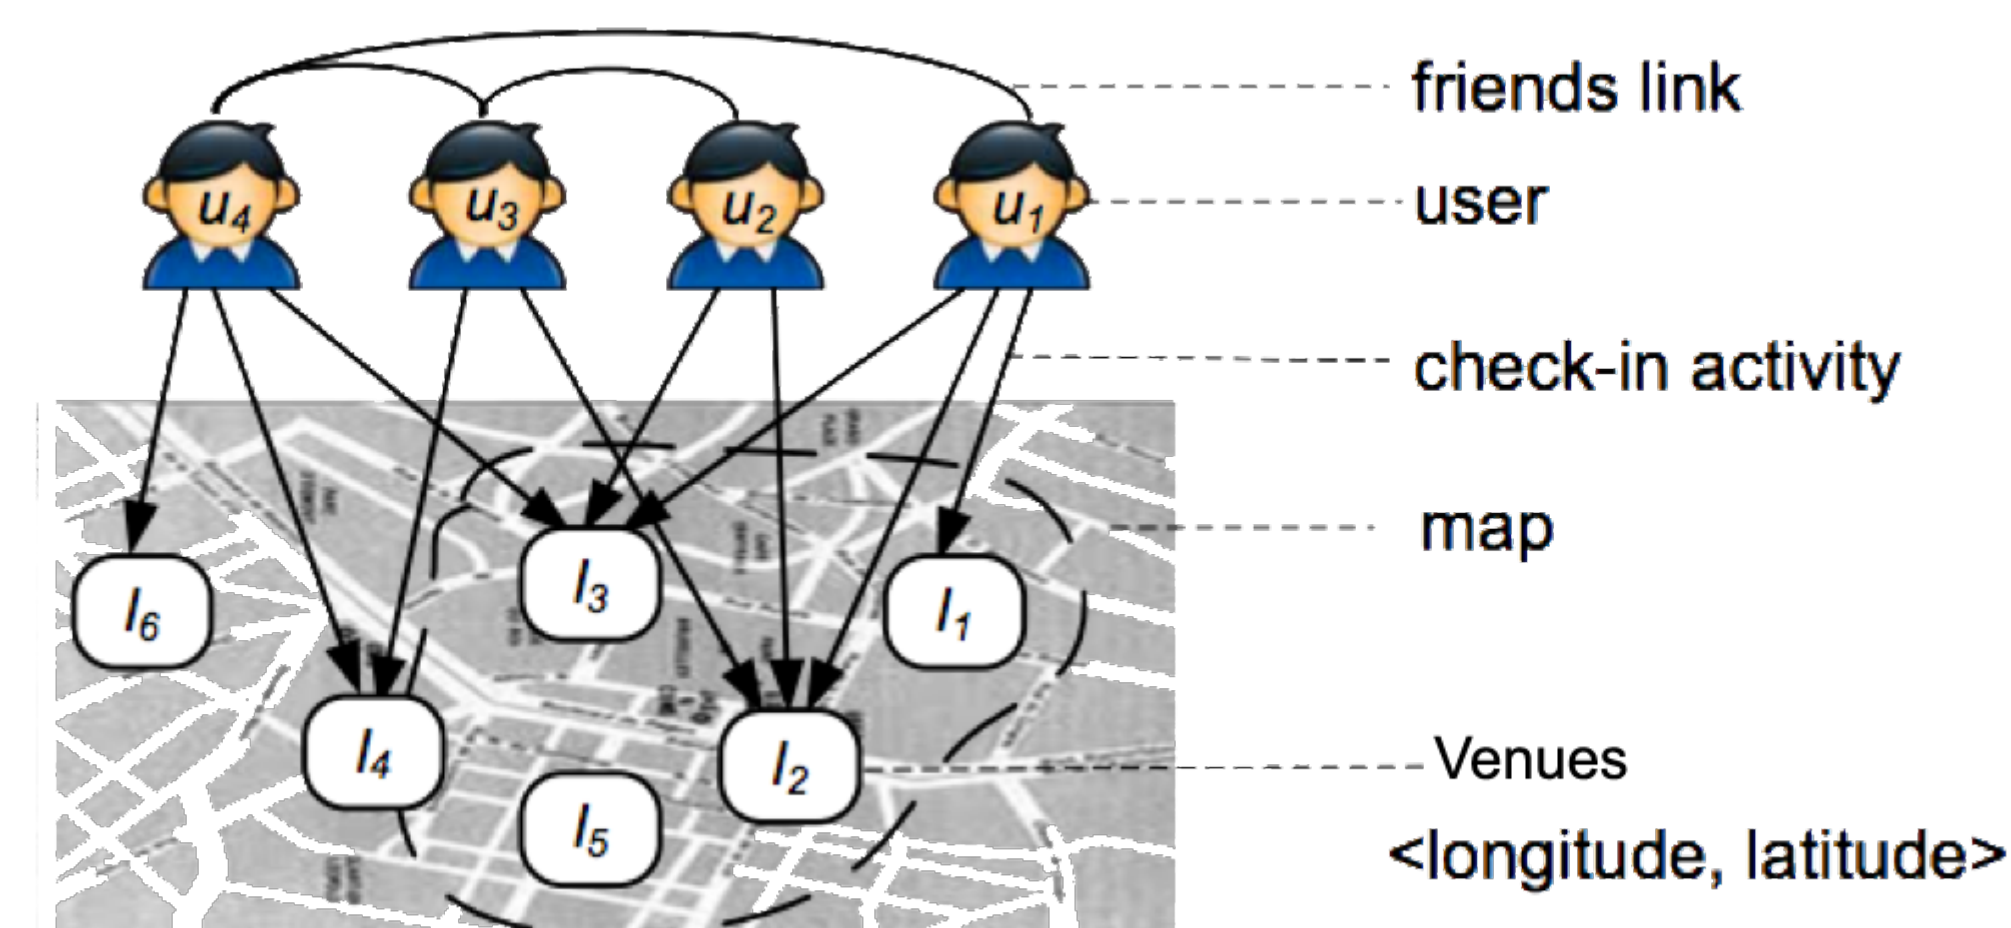 friends link
u4 u3 u2 u1 user
check-in activity
map
l3
l6 l1
l4 l2 Venues
l5
<longitude, latitude>